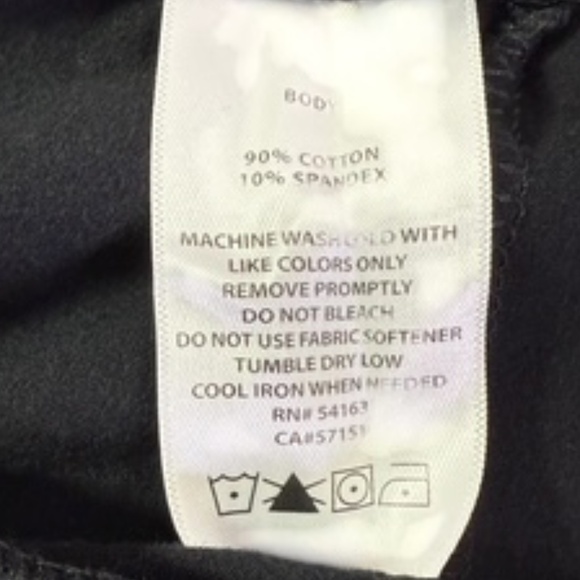 BODY
90% COTTON
10% SPANDEX
MACHINE WASH COLD WITH
LIKE COLORS ONLY
REMOVE PROMPTLY
DO NOT BLEACH
DO NOT USE FABRIC SOFTENER
TUMBLE DRY LOW
COOL IRON WHEN NEEDED
RN# 54163
CA#57151